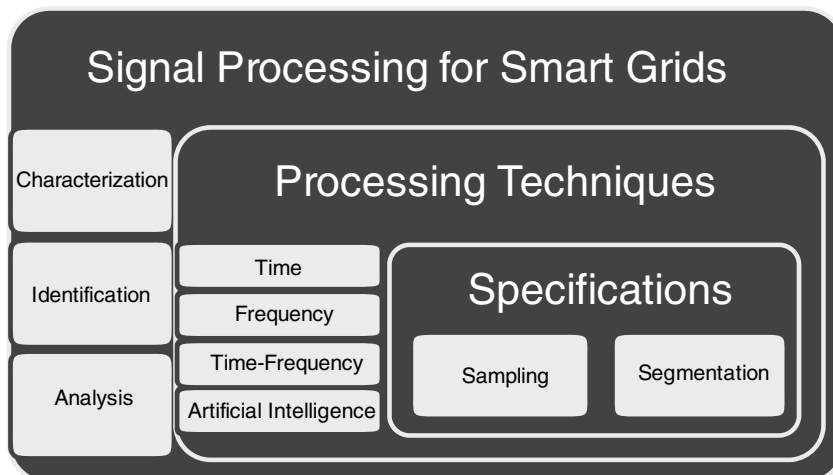 Signal Processing for Smart Grids
Characterization
Identification
Analysis
Processing Techniques
Time
Frequency
Time-Frequency
Artificial Intelligence
Specifications
Sampling
Segmentation